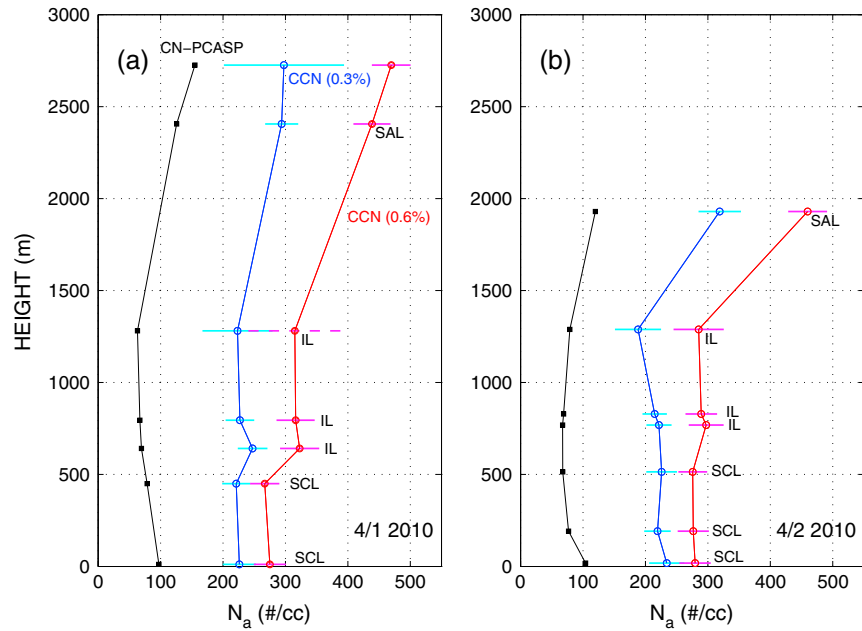 3000
2500
2000
1500
1000
500
0
HEIGHT (m)
(a)
CN-PCASP
CCN (0.3%)
SAL
CCN (0.6%)
IL
IL
IL
SCL
4/1 2010
SCL
0 100 200 300 400 500
Nₐ (#/cc)
3000
2500
2000
1500
1000
500
0
(b)
SAL
IL
IL
IL
SCL
SCL
4/2 2010
SCL
0 100 200 300 400 500
Nₐ (#/cc)